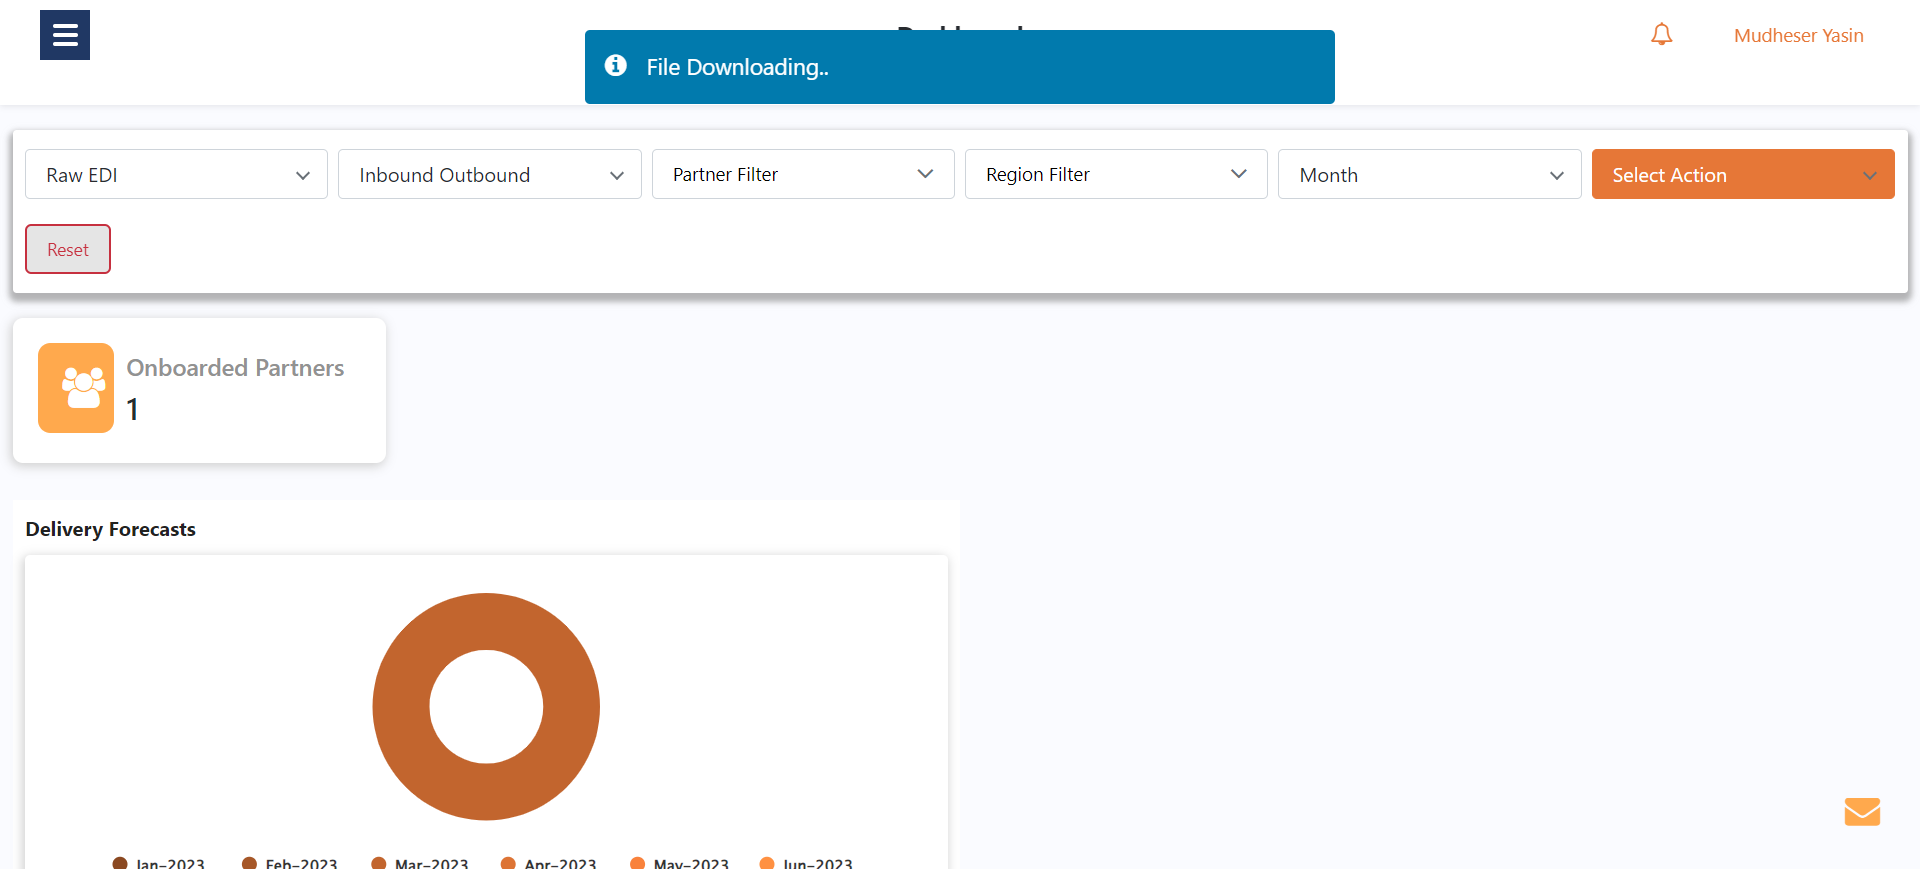 Mudheser Yasin
File Downloading..
Raw EDI
Inbound Outbound
Partner Filter
Region Filter
Month
Select Action
Reset
Onboarded Partners
1
Delivery Forecasts
Jan-2023
Feb-2023
Mar-2023
Apr-2023
May-2023
Jun-2023